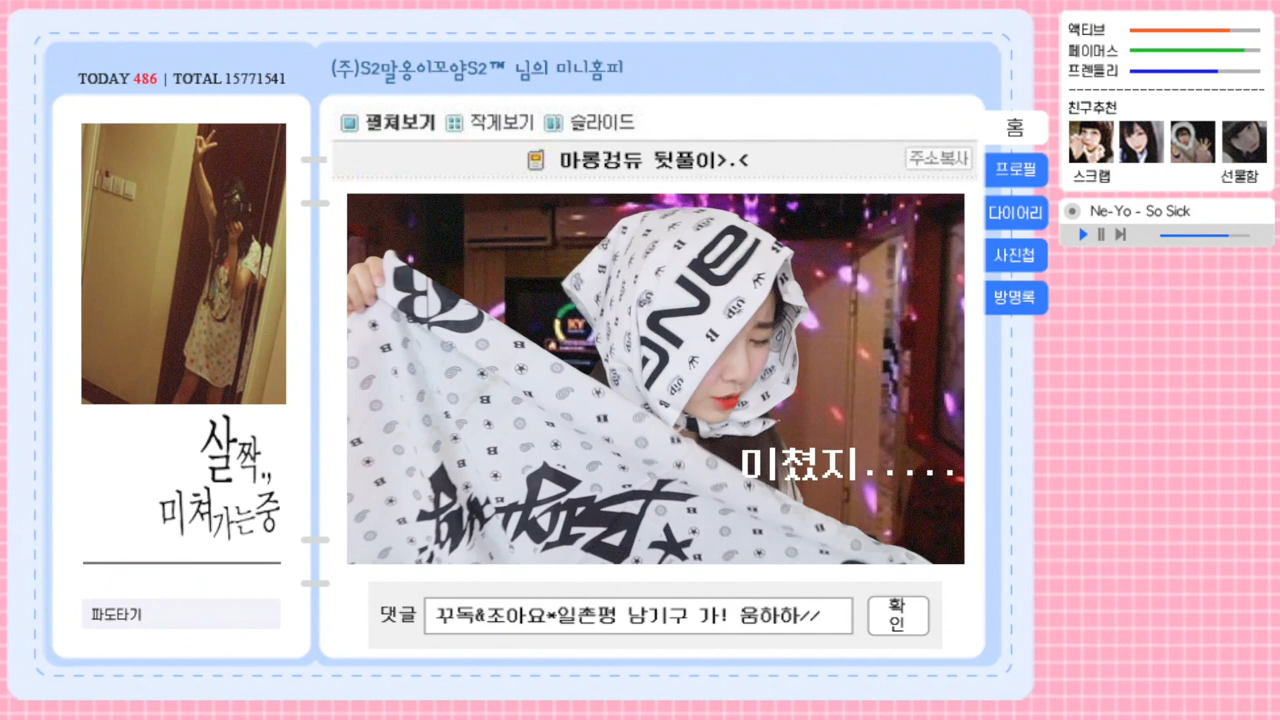 TODAY 486 | TOTAL 15771541
(주)S2말옹이꼬얌S2™ 님의 미니홈피
살짝,,
미쳐가는중
파도타기
펼쳐보기 작게보기 슬라이드
마롱겅듀 뒷풀이>.<
주소복사
KY
ONE
미쳤지.....
댓글 꾸독&조아요*일촌평 남기구 가! 움하하// 확인
홈
프로필
다이어리
사진첩
방명록
액티브
페이머스
프렌들리
친구추천
스크랩 선물함
Ne-Yo - So Sick